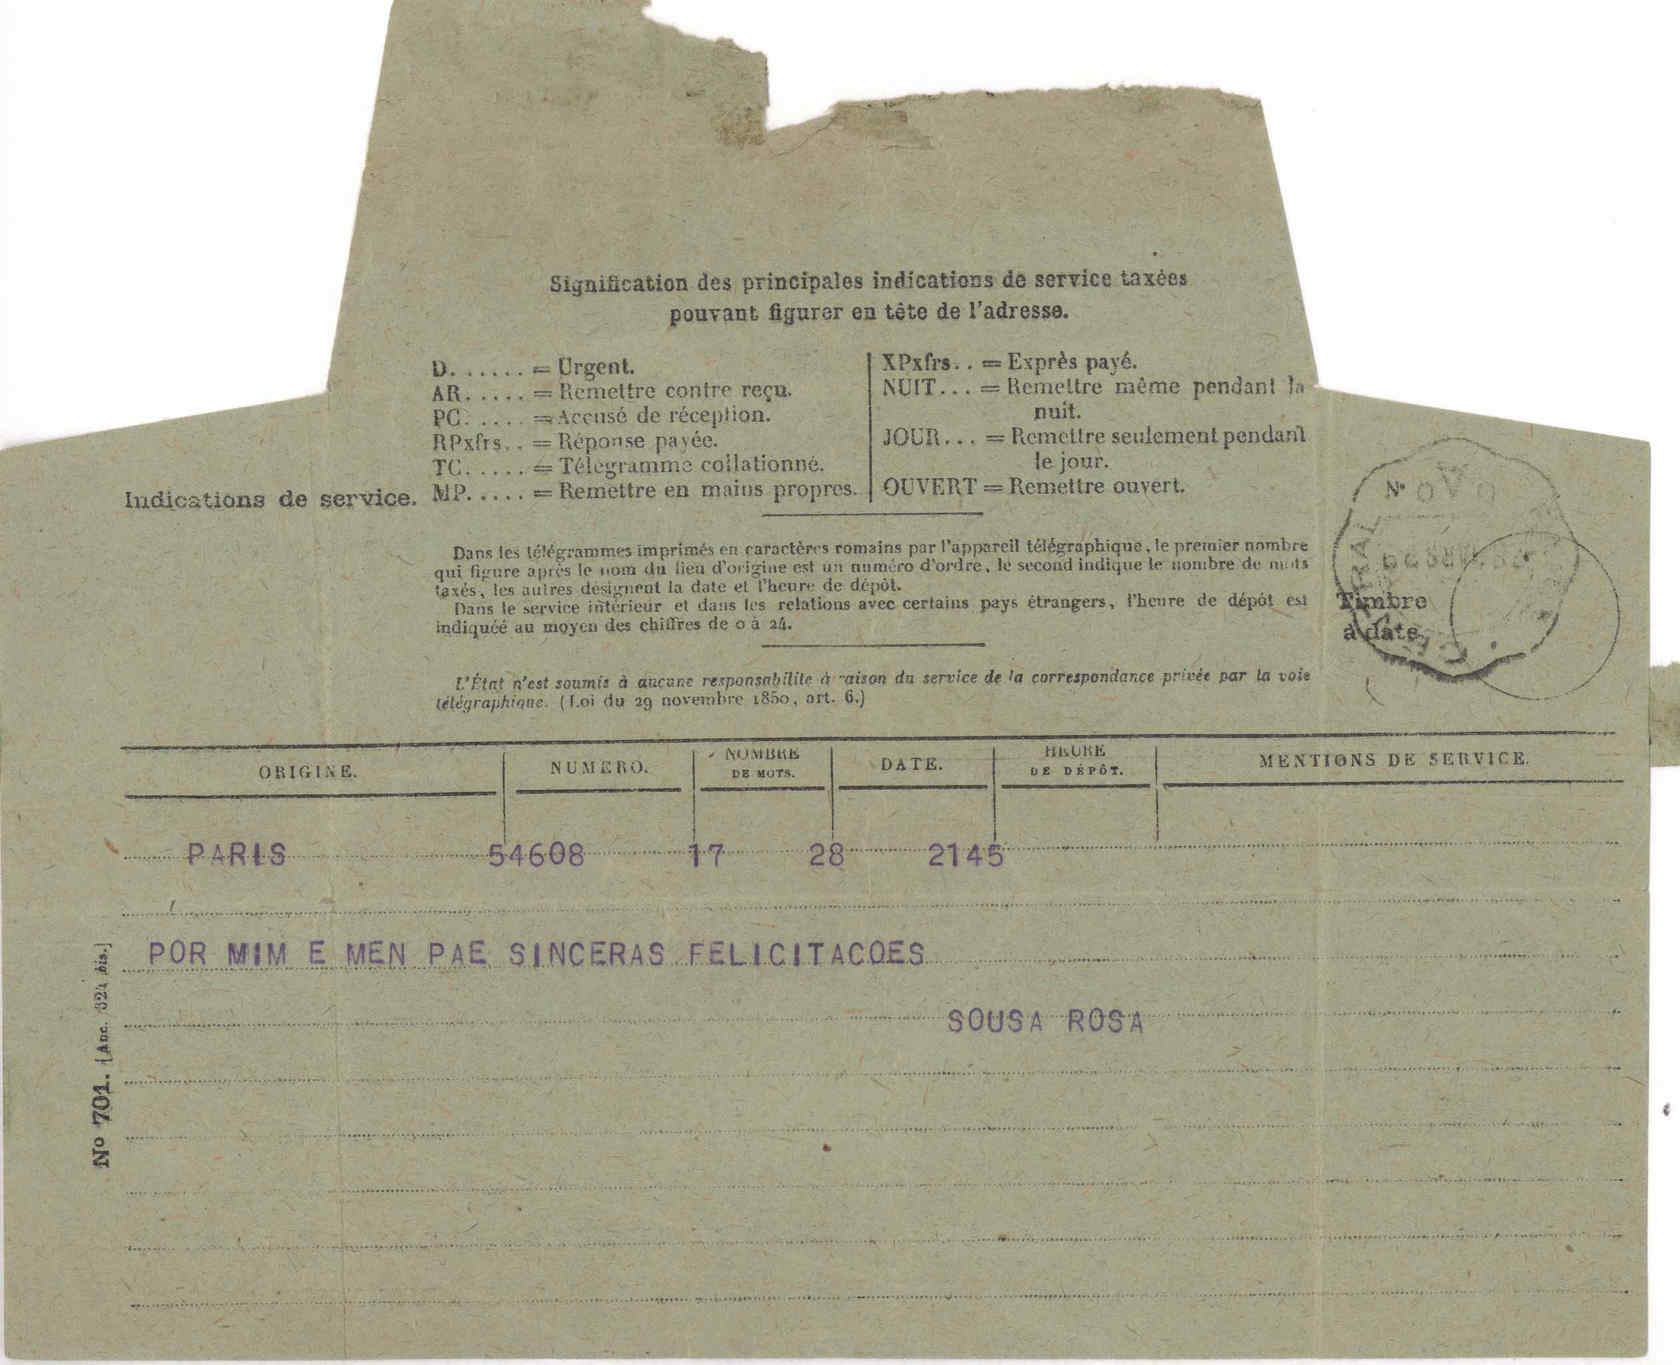 Signification des principales indications de service taxées
pouvant figurer en tête de l'adresse.
Indications de service.
D. . . . . . = Urgent.
AR. . . . . = Remettre contre reçu.
PC. . . . . = Accusé de réception.
RPxfrs. . = Réponse payée.
TC. . . . . = Télégramme collationné.
MP. . . . . = Remettre en mains propres.
XPxfrs. . = Exprès payé.
NUIT. . . = Remettre même pendant la
nuit.
JOUR. . . = Remettre seulement pendant
le jour.
OUVERT = Remettre ouvert.
Dans les télégrammes imprimés en caractères romains par l'appareil télégraphique, le premier nombre
qui figure après le nom du lieu d'origine est un numéro d'ordre, le second indique le nombre de mots
taxés, les autres désignent la date et l'heure de dépôt.
Dans le service intérieur et dans les relations avec certains pays étrangers, l'heure de dépôt est
indiquée au moyen des chiffres de 0 à 24.
L'État n'est soumis à aucune responsabilité à raison du service de la correspondance privée par la voie
télégraphique. (Loi du 29 novembre 1850, art. 6.)
Timbre
à date
ORIGINE. NUMÉRO. NOMBRE DE MOTS. DATE. HEURE DE DÉPÔT. MENTIONS DE SERVICE.
PARIS 54608 17 28 2145
POR MIM E MEN PAE SINCERAS FELICITACOES
SOUSA ROSA
N° 701. [Anc. 324 bis.]